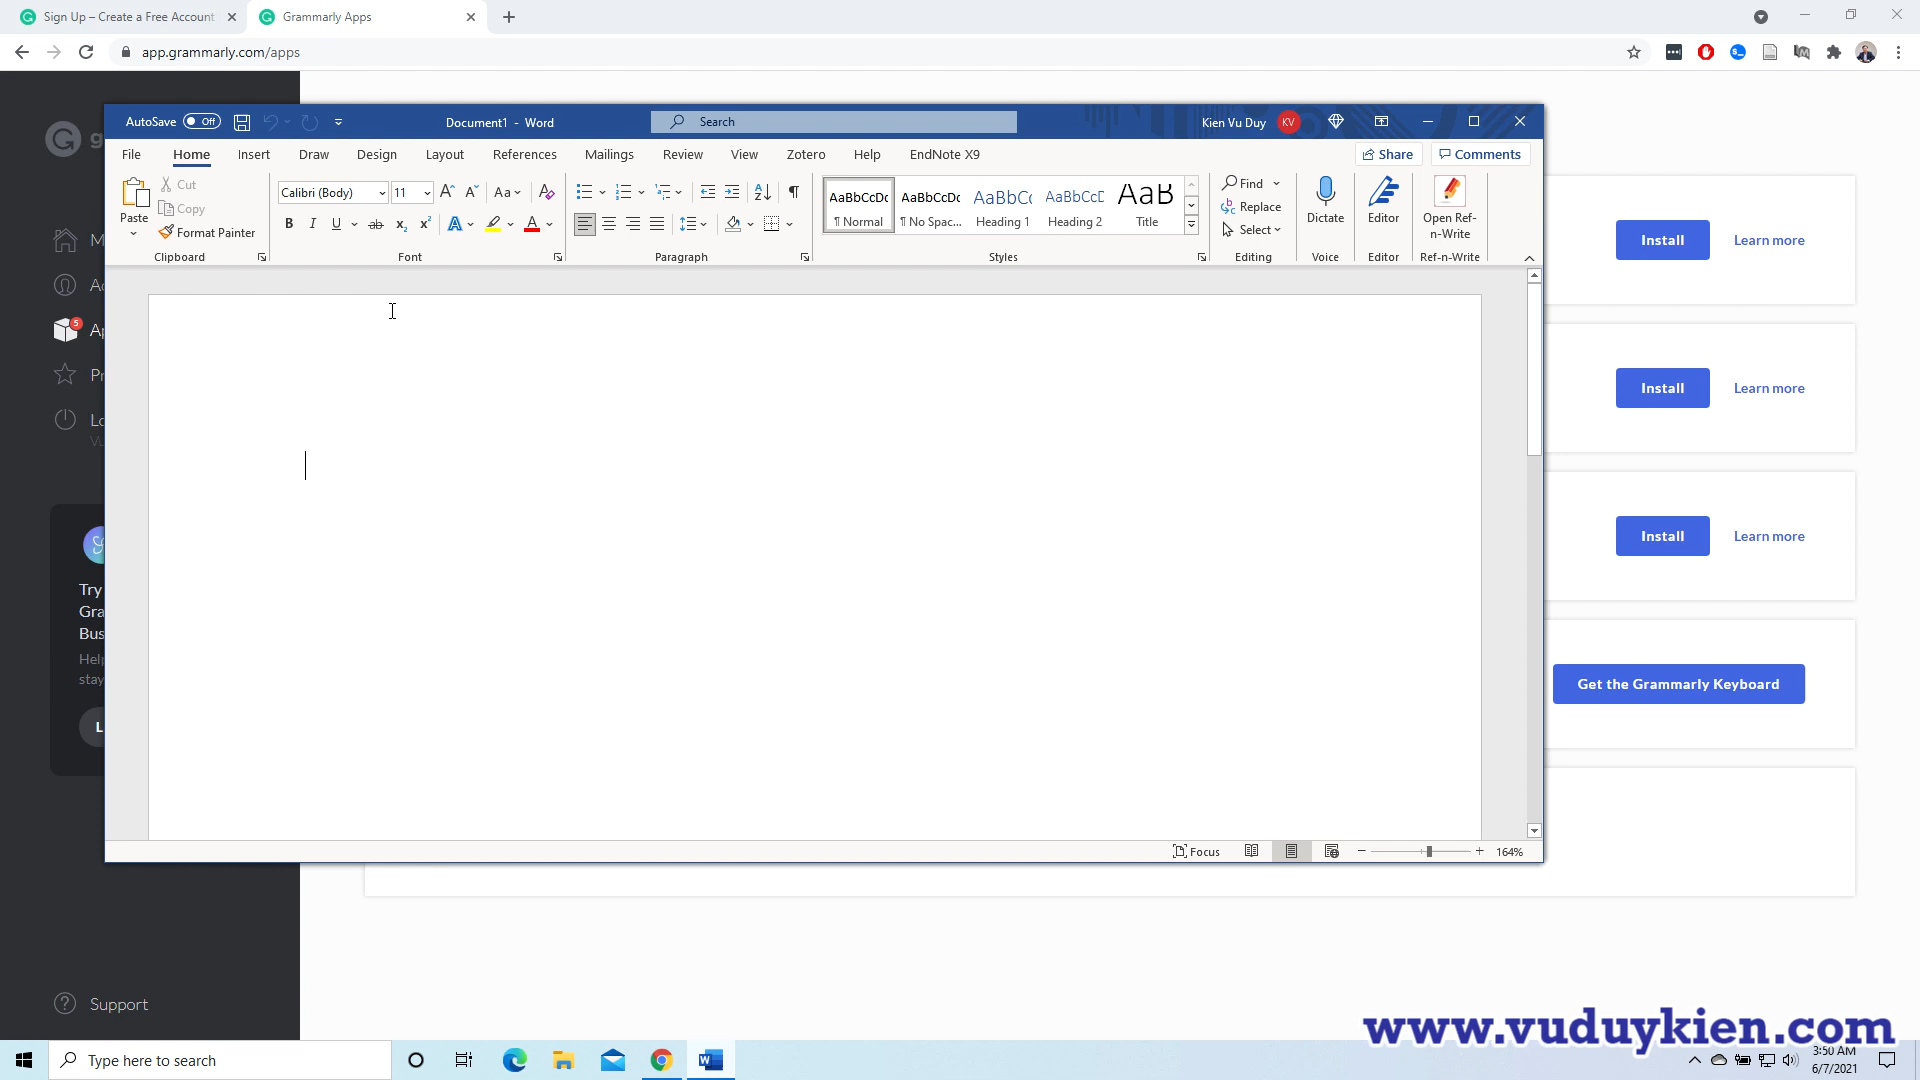 Sign Up – Create a Free Account
Grammarly Apps
app.grammarly.com/apps
AutoSave Off
Document1 - Word
Search
Kien Vu Duy KV
File Home Insert Draw Design Layout References Mailings Review View Zotero Help EndNote X9
Share Comments
Paste
Cut
Copy
Format Painter
Clipboard
Calibri (Body) 11
Font
Paragraph
AaBbCcDc AaBbCcDc AaBbCc AaBbCcD AaB
¶ Normal ¶ No Spac... Heading 1 Heading 2 Title
Styles
Find
Replace
Select
Editing
Dictate
Voice
Editor
Editor
Open Ref-
n-Write
Ref-n-Write
5
Install Learn more
Install Learn more
Install Learn more
Get the Grammarly Keyboard
Try
Gra
Bus
Help
stay
L
Focus
164%
Support
www.vuduykien.com
Type here to search
3:50 AM
6/7/2021